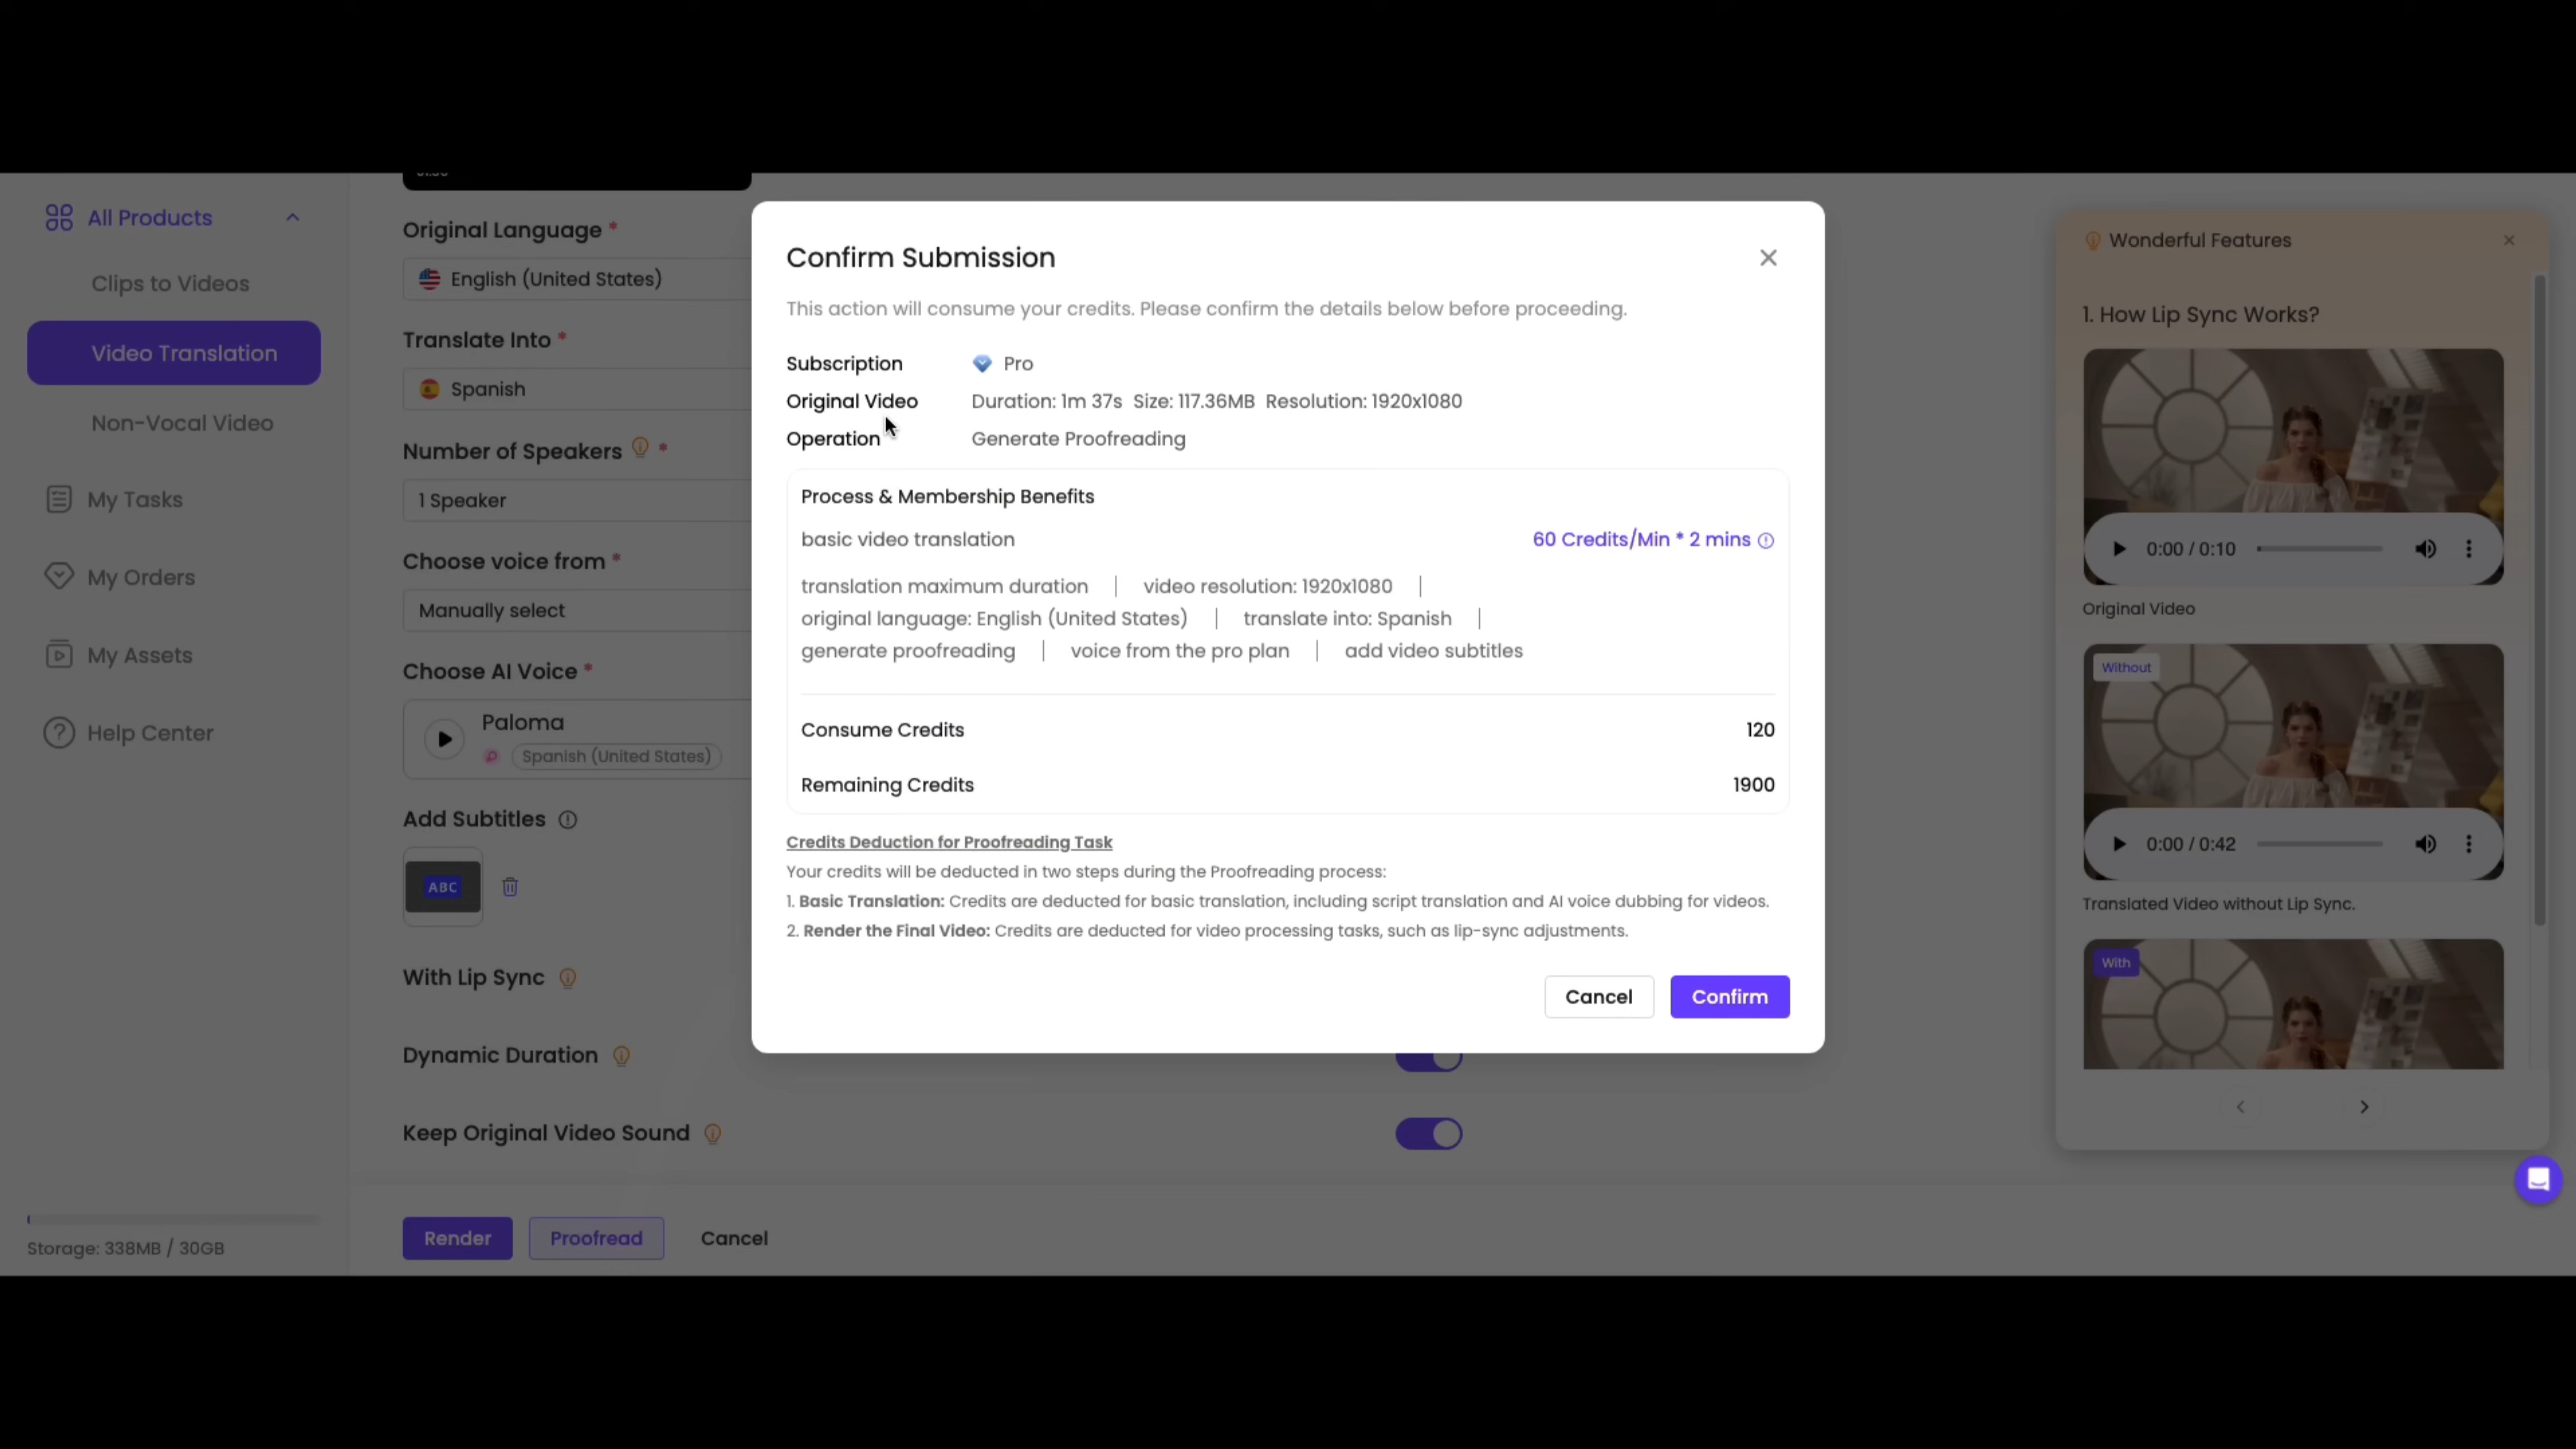 All Products
Clips to Videos
Video Translation
Non-Vocal Video
My Tasks
My Orders
My Assets
Help Center
Storage: 338MB / 30GB
Original Language *
English (United States)
Translate Into *
Spanish
Number of Speakers *
1 Speaker
Choose voice from *
Manually select
Choose AI Voice *
Paloma
Spanish (United States)
Add Subtitles
ABC
With Lip Sync
Dynamic Duration
Keep Original Video Sound
Render
Proofread
Cancel
Confirm Submission
This action will consume your credits. Please confirm the details below before proceeding.
Subscription Pro
Original Video Duration: 1m 37s Size: 117.36MB Resolution: 1920x1080
Operation Generate Proofreading
Process & Membership Benefits
basic video translation 60 Credits/Min * 2 mins
translation maximum duration | video resolution: 1920x1080 |
original language: English (United States) | translate into: Spanish |
generate proofreading | voice from the pro plan | add video subtitles
Consume Credits 120
Remaining Credits 1900
Credits Deduction for Proofreading Task
Your credits will be deducted in two steps during the Proofreading process:
1. Basic Translation: Credits are deducted for basic translation, including script translation and AI voice dubbing for videos.
2. Render the Final Video: Credits are deducted for video processing tasks, such as lip-sync adjustments.
Cancel
Confirm
Wonderful Features
1. How Lip Sync Works?
0:00 / 0:10
Original Video
Without
0:00 / 0:42
Translated Video without Lip Sync.
With